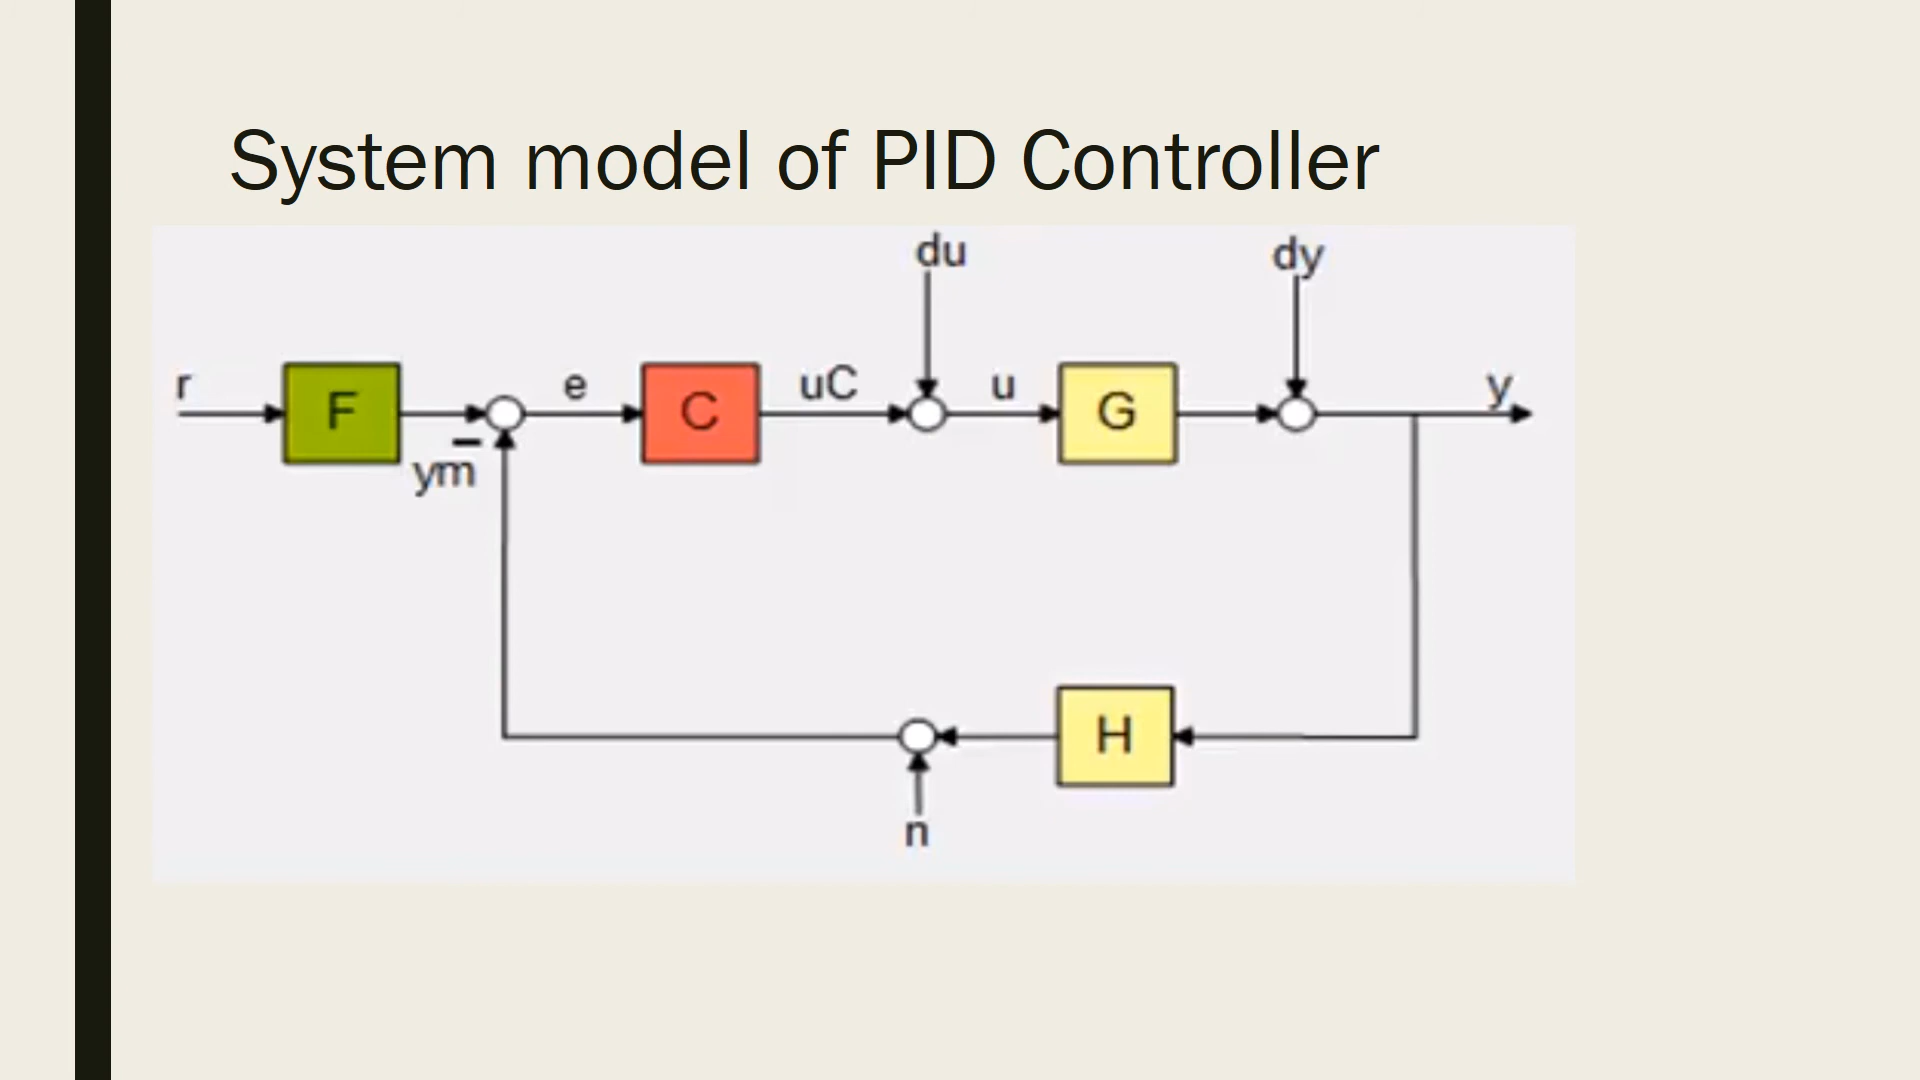 System model of PID Controller
du
dy
r
F
e
C
uC
u
G
y
−
ym
H
n